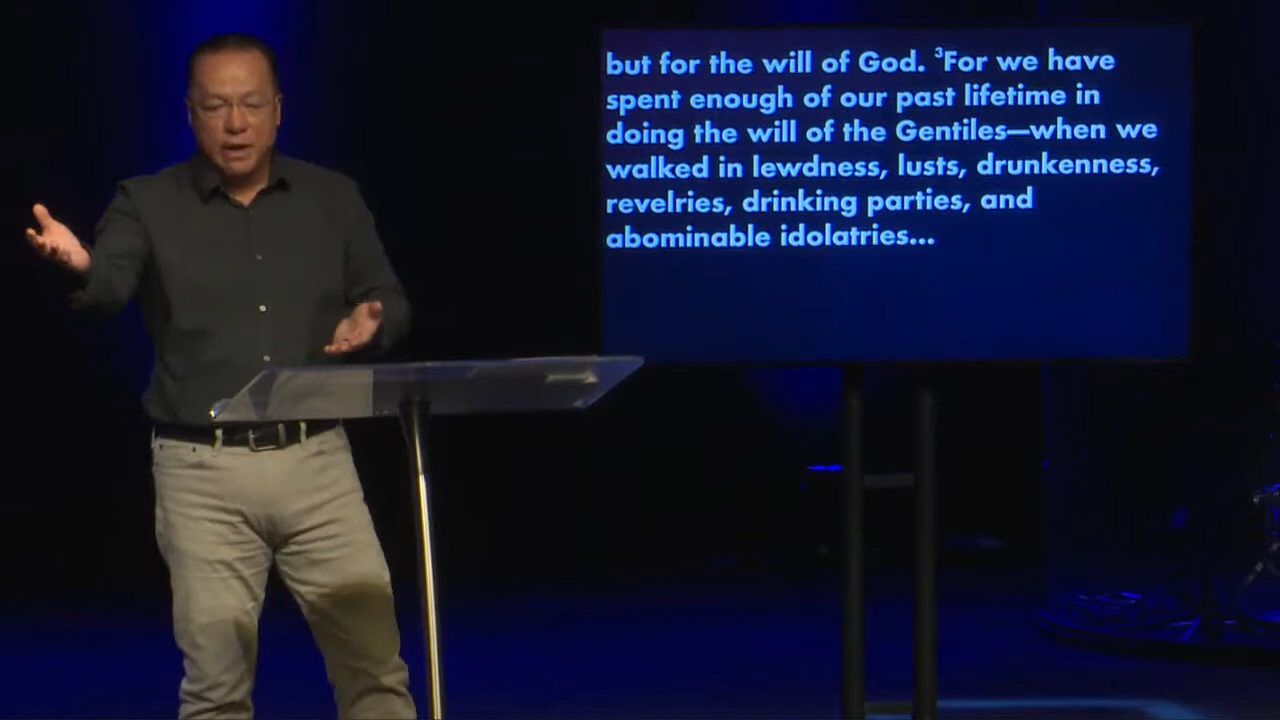 but for the will of God. ³For we have
spent enough of our past lifetime in
doing the will of the Gentiles—when we
walked in lewdness, lusts, drunkenness,
revelries, drinking parties, and
abominable idolatries...